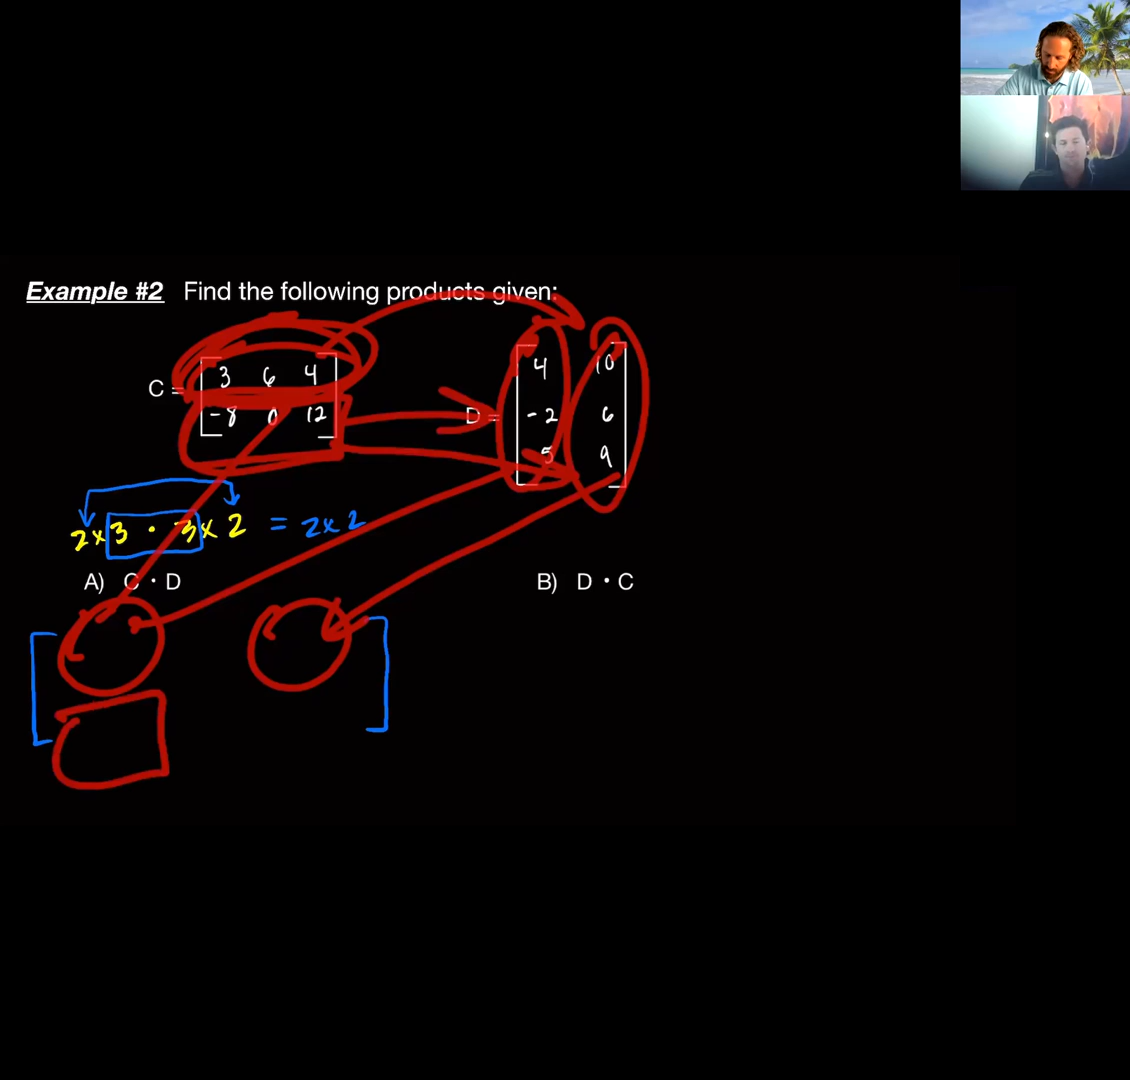 Example #2 Find the following products given:
C = [ 3 6 4
-8 0 12 ]
D = [ 4 10
-2 6
5 9 ]
2x3 · 3x2 = 2x2
A) C · D
B) D · C